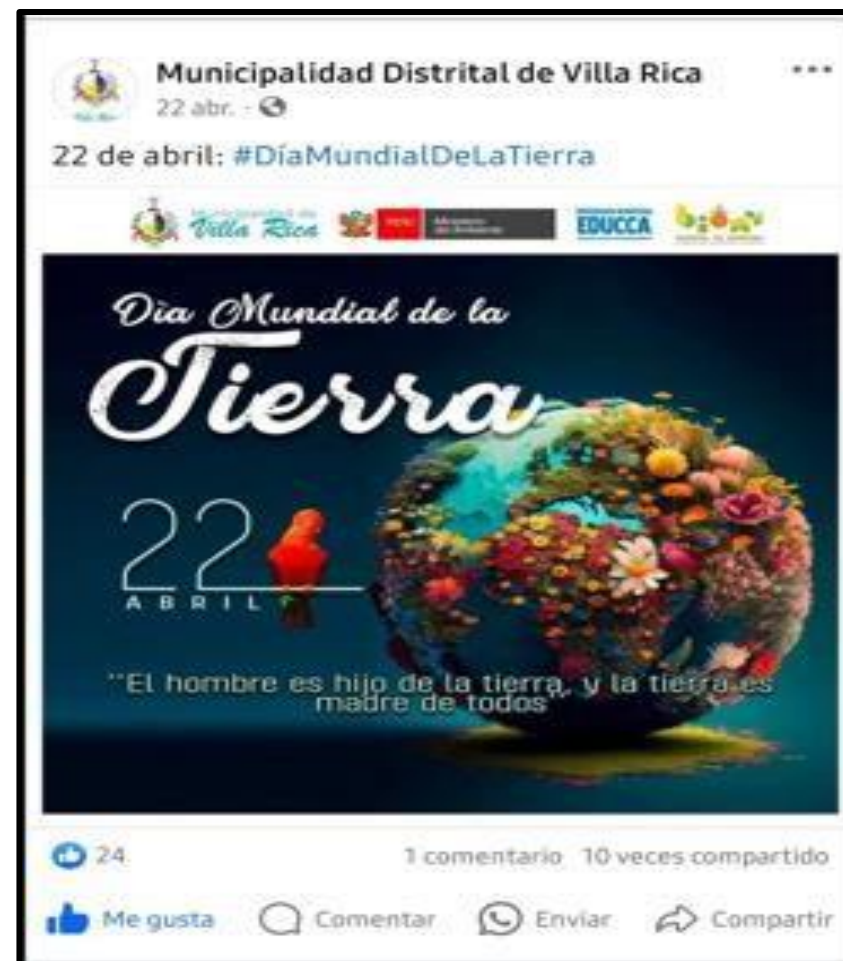 Municipalidad Distrital de Villa Rica
22 abr.
22 de abril: #DíaMundialDeLaTierra
Villa Rica
PERÚ
EDUCCA
Día Mundial de la
Tierra
22
ABRIL
"El hombre es hijo de la tierra, y la tierra es
madre de todos"
24
1 comentario 10 veces compartido
Me gusta Comentar Enviar Compartir